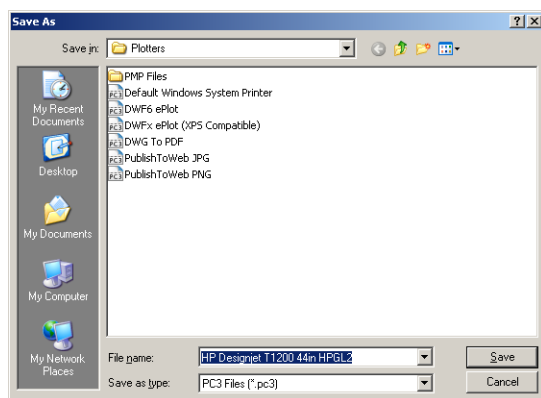 Save As
Save in: Plotters
PMP Files
Default Windows System Printer
DWF6 ePlot
DWFx ePlot (XPS Compatible)
DWG To PDF
PublishToWeb JPG
PublishToWeb PNG
My Recent
Documents
Desktop
My Documents
My Computer
My Network
Places
File name: HP Designjet T1200 44in HPGL2
Save
Save as type: PC3 Files (*.pc3)
Cancel